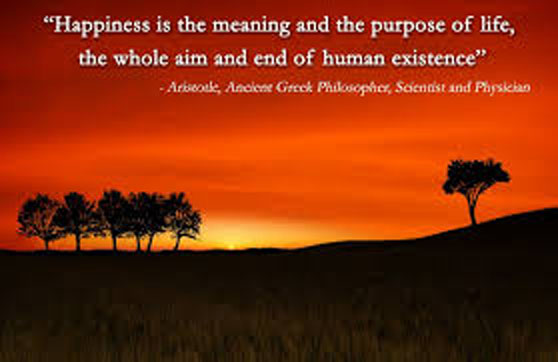 “Happiness is the meaning and the purpose of life,
the whole aim and end of human existence”
- Aristotle, Ancient Greek Philosopher, Scientist and Physician